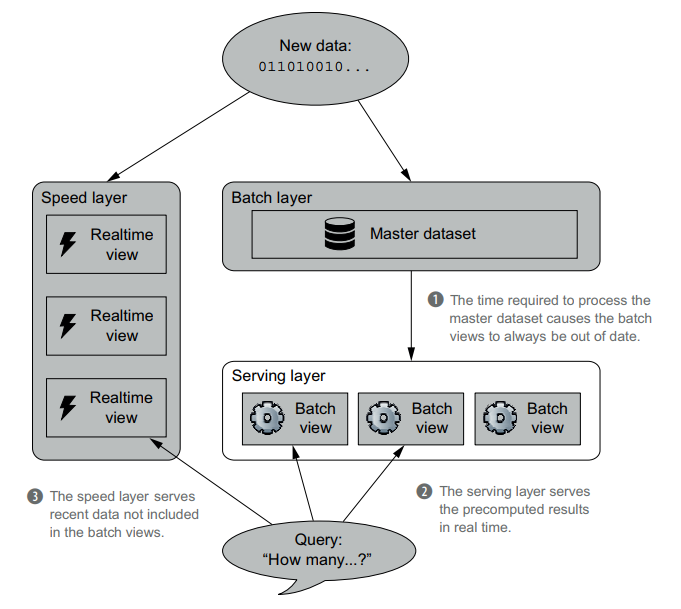 New data:
011010010...
Speed layer
Realtime
view
Realtime
view
Realtime
view
Batch layer
Master dataset
1 The time required to process the
master dataset causes the batch
views to always be out of date.
Serving layer
Batch
view
Batch
view
Batch
view
2 The serving layer serves
the precomputed results
in real time.
3 The speed layer serves
recent data not included
in the batch views.
Query:
“How many...?”